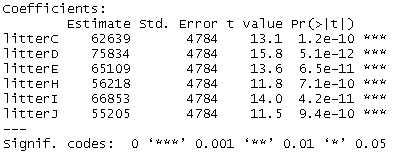 Coefficients:
        Estimate Std. Error t value Pr(>|t|)
litterC    62639       4784    13.1  1.2e-10 ***
litterD    75834       4784    15.8  5.1e-12 ***
litterE    65109       4784    13.6  6.5e-11 ***
litterH    56218       4784    11.8  7.1e-10 ***
litterI    66853       4784    14.0  4.2e-11 ***
litterJ    55205       4784    11.5  9.4e-10 ***
---
Signif. codes:  0 ‘***’ 0.001 ‘**’ 0.01 ‘*’ 0.05